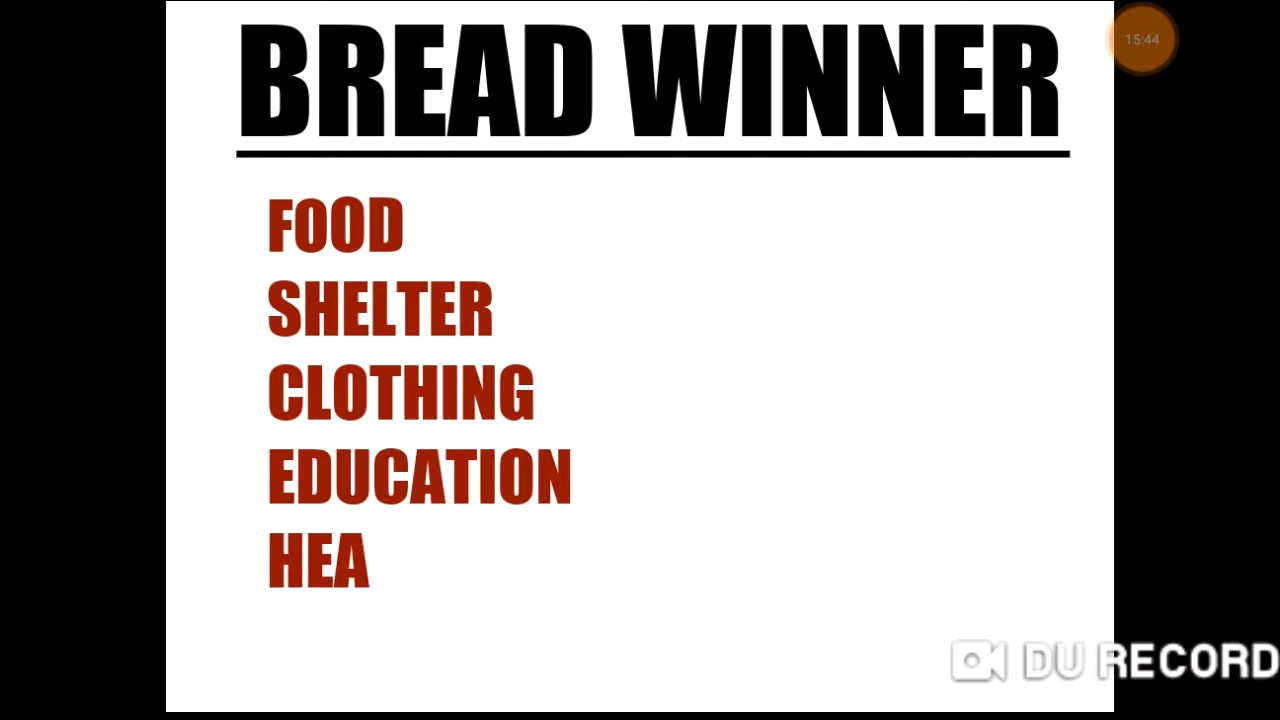 BREAD WINNER
15:44
FOOD
SHELTER
CLOTHING
EDUCATION
HEA
DU RECORD